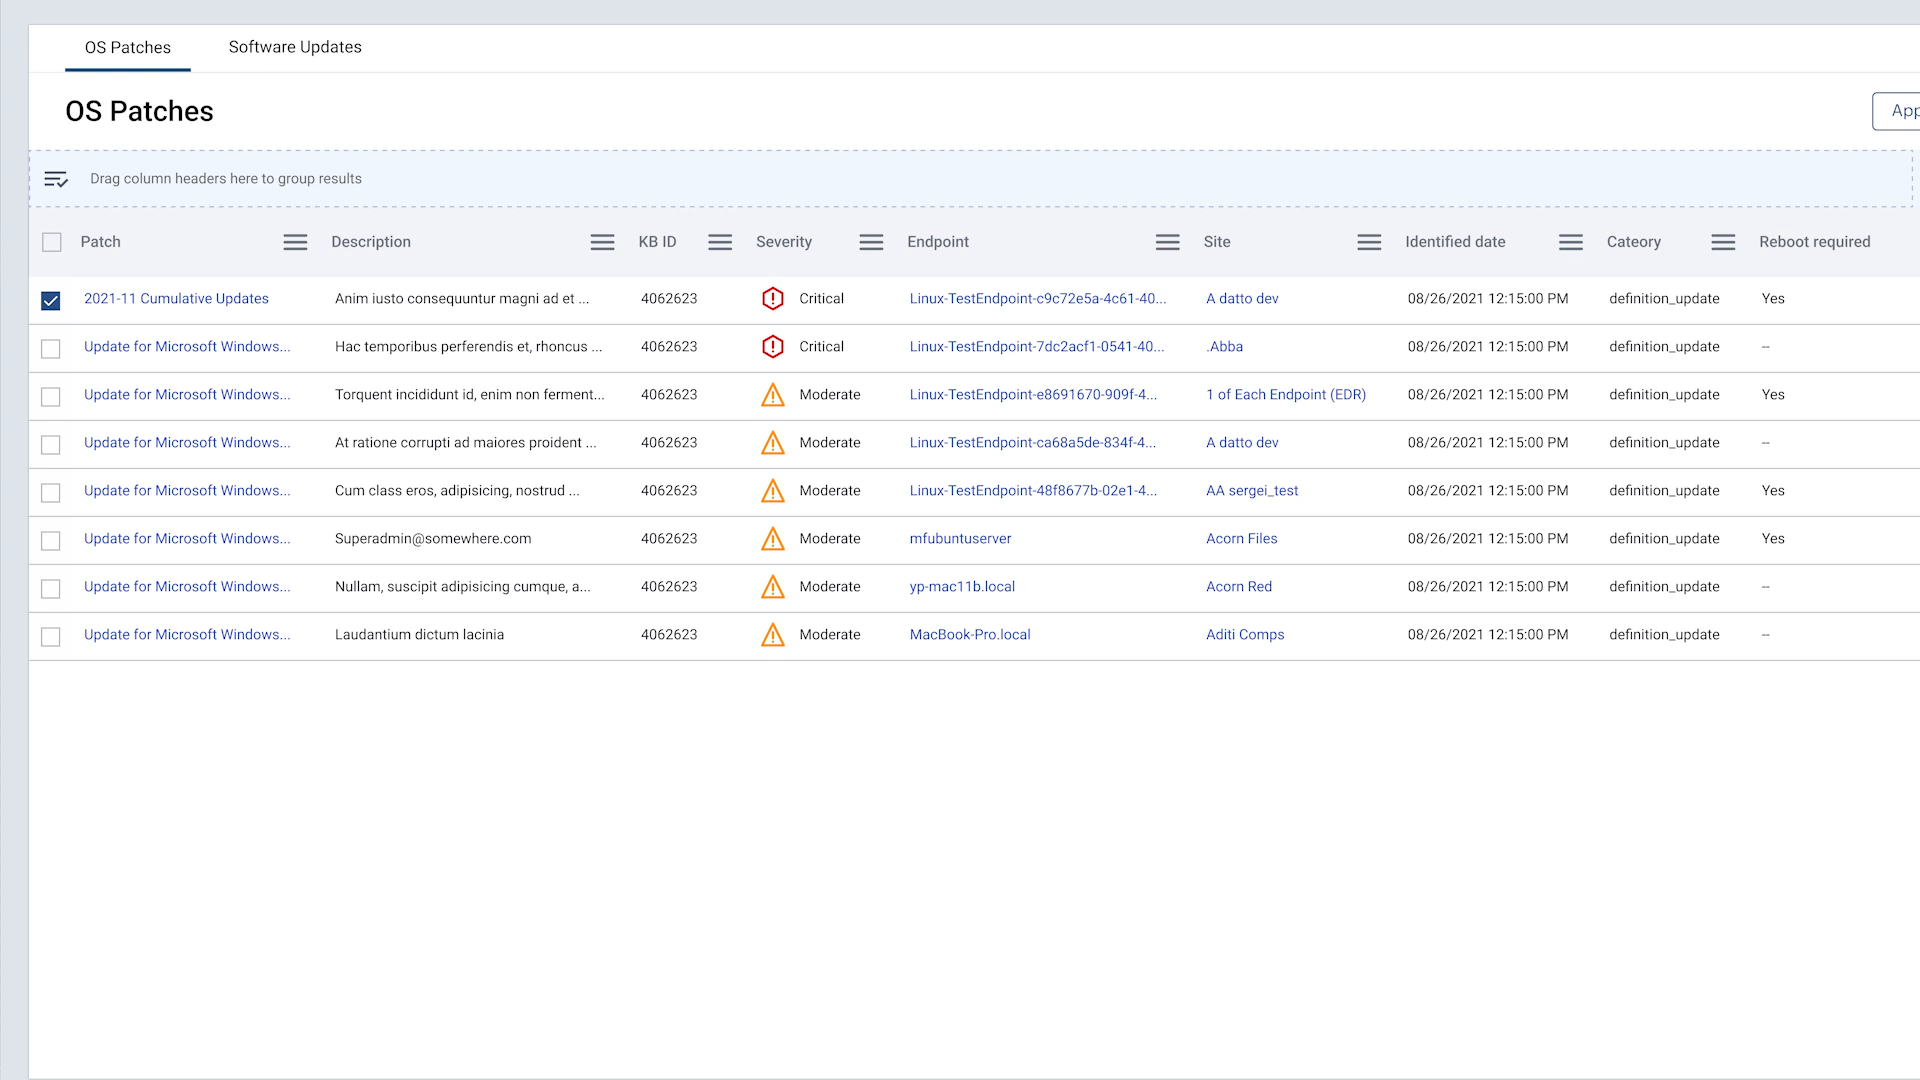 OS Patches Software Updates
OS Patches
App
Drag column headers here to group results
Patch Description KB ID Severity Endpoint Site Identified date Cateory Reboot required
2021-11 Cumulative Updates Anim iusto consequuntur magni ad et ... 4062623 Critical Linux-TestEndpoint-c9c72e5a-4c61-40... A datto dev 08/26/2021 12:15:00 PM definition_update Yes
Update for Microsoft Windows... Hac temporibus perferendis et, rhoncus ... 4062623 Critical Linux-TestEndpoint-7dc2acf1-0541-40... .Abba 08/26/2021 12:15:00 PM definition_update --
Update for Microsoft Windows... Torquent incididunt id, enim non ferment... 4062623 Moderate Linux-TestEndpoint-e8691670-909f-4... 1 of Each Endpoint (EDR) 08/26/2021 12:15:00 PM definition_update Yes
Update for Microsoft Windows... At ratione corrupti ad maiores proident ... 4062623 Moderate Linux-TestEndpoint-ca68a5de-834f-4... A datto dev 08/26/2021 12:15:00 PM definition_update --
Update for Microsoft Windows... Cum class eros, adipisicing, nostrud ... 4062623 Moderate Linux-TestEndpoint-48f8677b-02e1-4... AA sergei_test 08/26/2021 12:15:00 PM definition_update Yes
Update for Microsoft Windows... Superadmin@somewhere.com 4062623 Moderate mfubuntuserver Acorn Files 08/26/2021 12:15:00 PM definition_update Yes
Update for Microsoft Windows... Nullam, suscipit adipisicing cumque, a... 4062623 Moderate yp-mac11b.local Acorn Red 08/26/2021 12:15:00 PM definition_update --
Update for Microsoft Windows... Laudantium dictum lacinia 4062623 Moderate MacBook-Pro.local Aditi Comps 08/26/2021 12:15:00 PM definition_update --